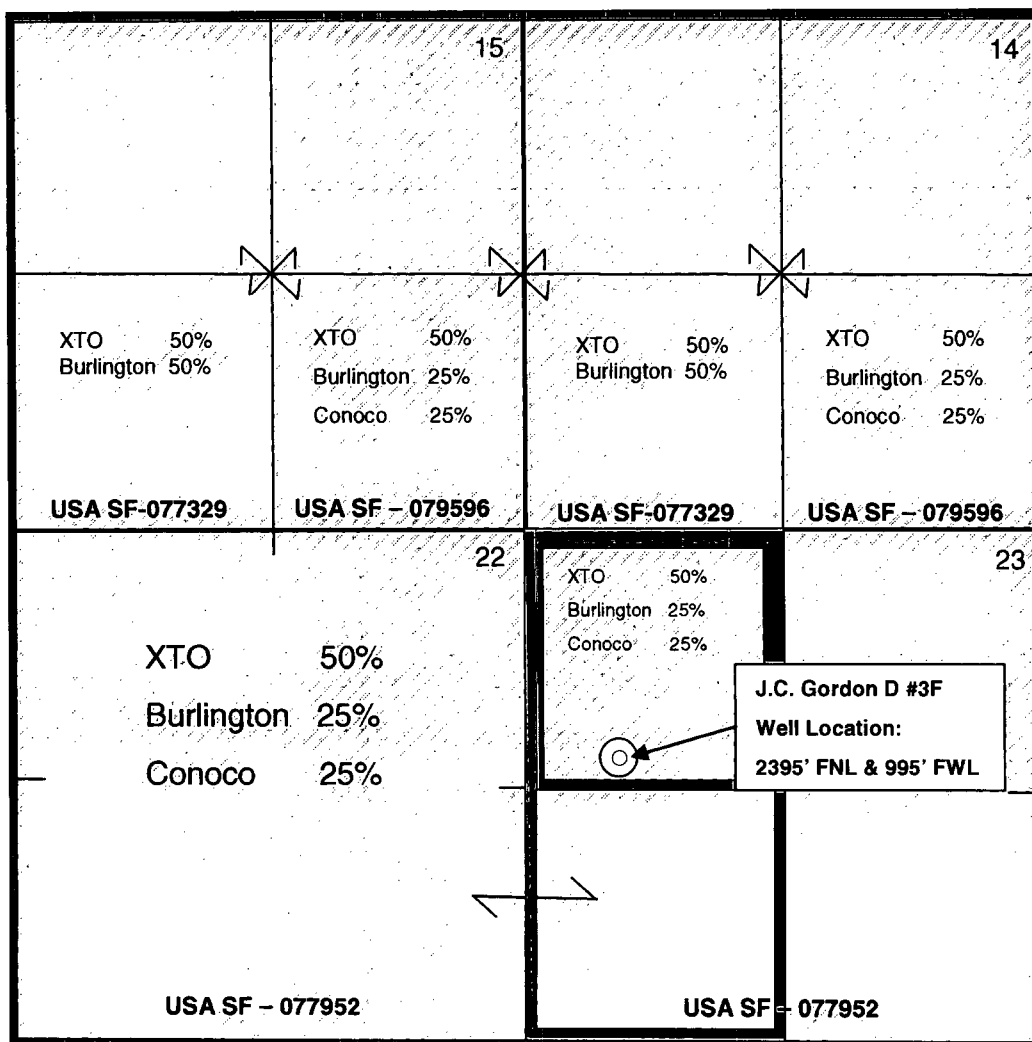 15
14
XTO 50%
Burlington 50%
XTO 50%
Burlington 25%
Conoco 25%
XTO 50%
Burlington 50%
XTO 50%
Burlington 25%
Conoco 25%
USA SF-077329
USA SF – 079596
USA SF-077329
USA SF – 079596
22
23
XTO 50%
Burlington 25%
Conoco 25%
XTO 50%
Burlington 25%
Conoco 25%
J.C. Gordon D #3F
Well Location:
2395' FNL & 995' FWL
USA SF – 077952
USA SF – 077952